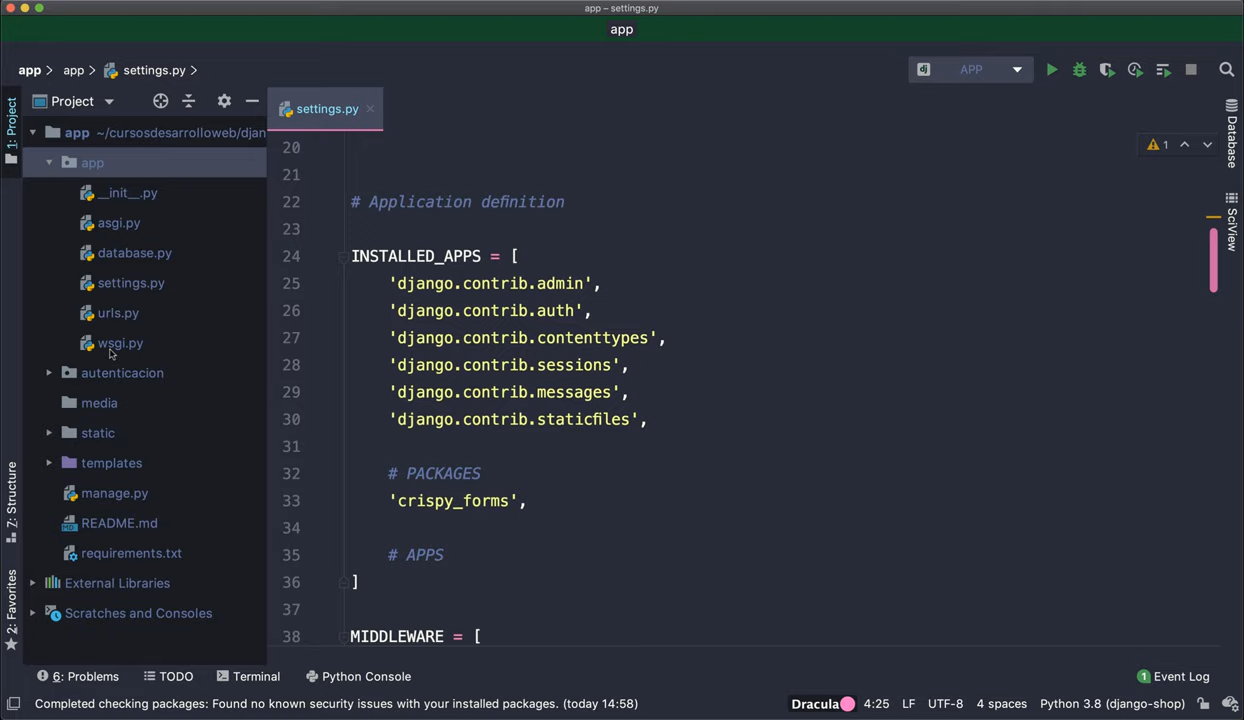 app – settings.py
app
app
app
settings.py
dj
APP
Project
settings.py
1: Project
7: Structure
2: Favorites
Database
SciView
app ~/cursosdesarrolloweb/djan
app
__init__.py
asgi.py
database.py
settings.py
urls.py
wsgi.py
autenticacion
media
static
templates
manage.py
README.md
requirements.txt
External Libraries
Scratches and Consoles
1
20
21
22 # Application definition
23
24 INSTALLED_APPS = [
25 'django.contrib.admin',
26 'django.contrib.auth',
27 'django.contrib.contenttypes',
28 'django.contrib.sessions',
29 'django.contrib.messages',
30 'django.contrib.staticfiles',
31
32 # PACKAGES
33 'crispy_forms',
34
35 # APPS
36 ]
37
38 MIDDLEWARE = [
6: Problems
TODO
Terminal
Python Console
1 Event Log
Completed checking packages: Found no known security issues with your installed packages. (today 14:58)
Dracula
4:25
LF
UTF-8
4 spaces
Python 3.8 (django-shop)